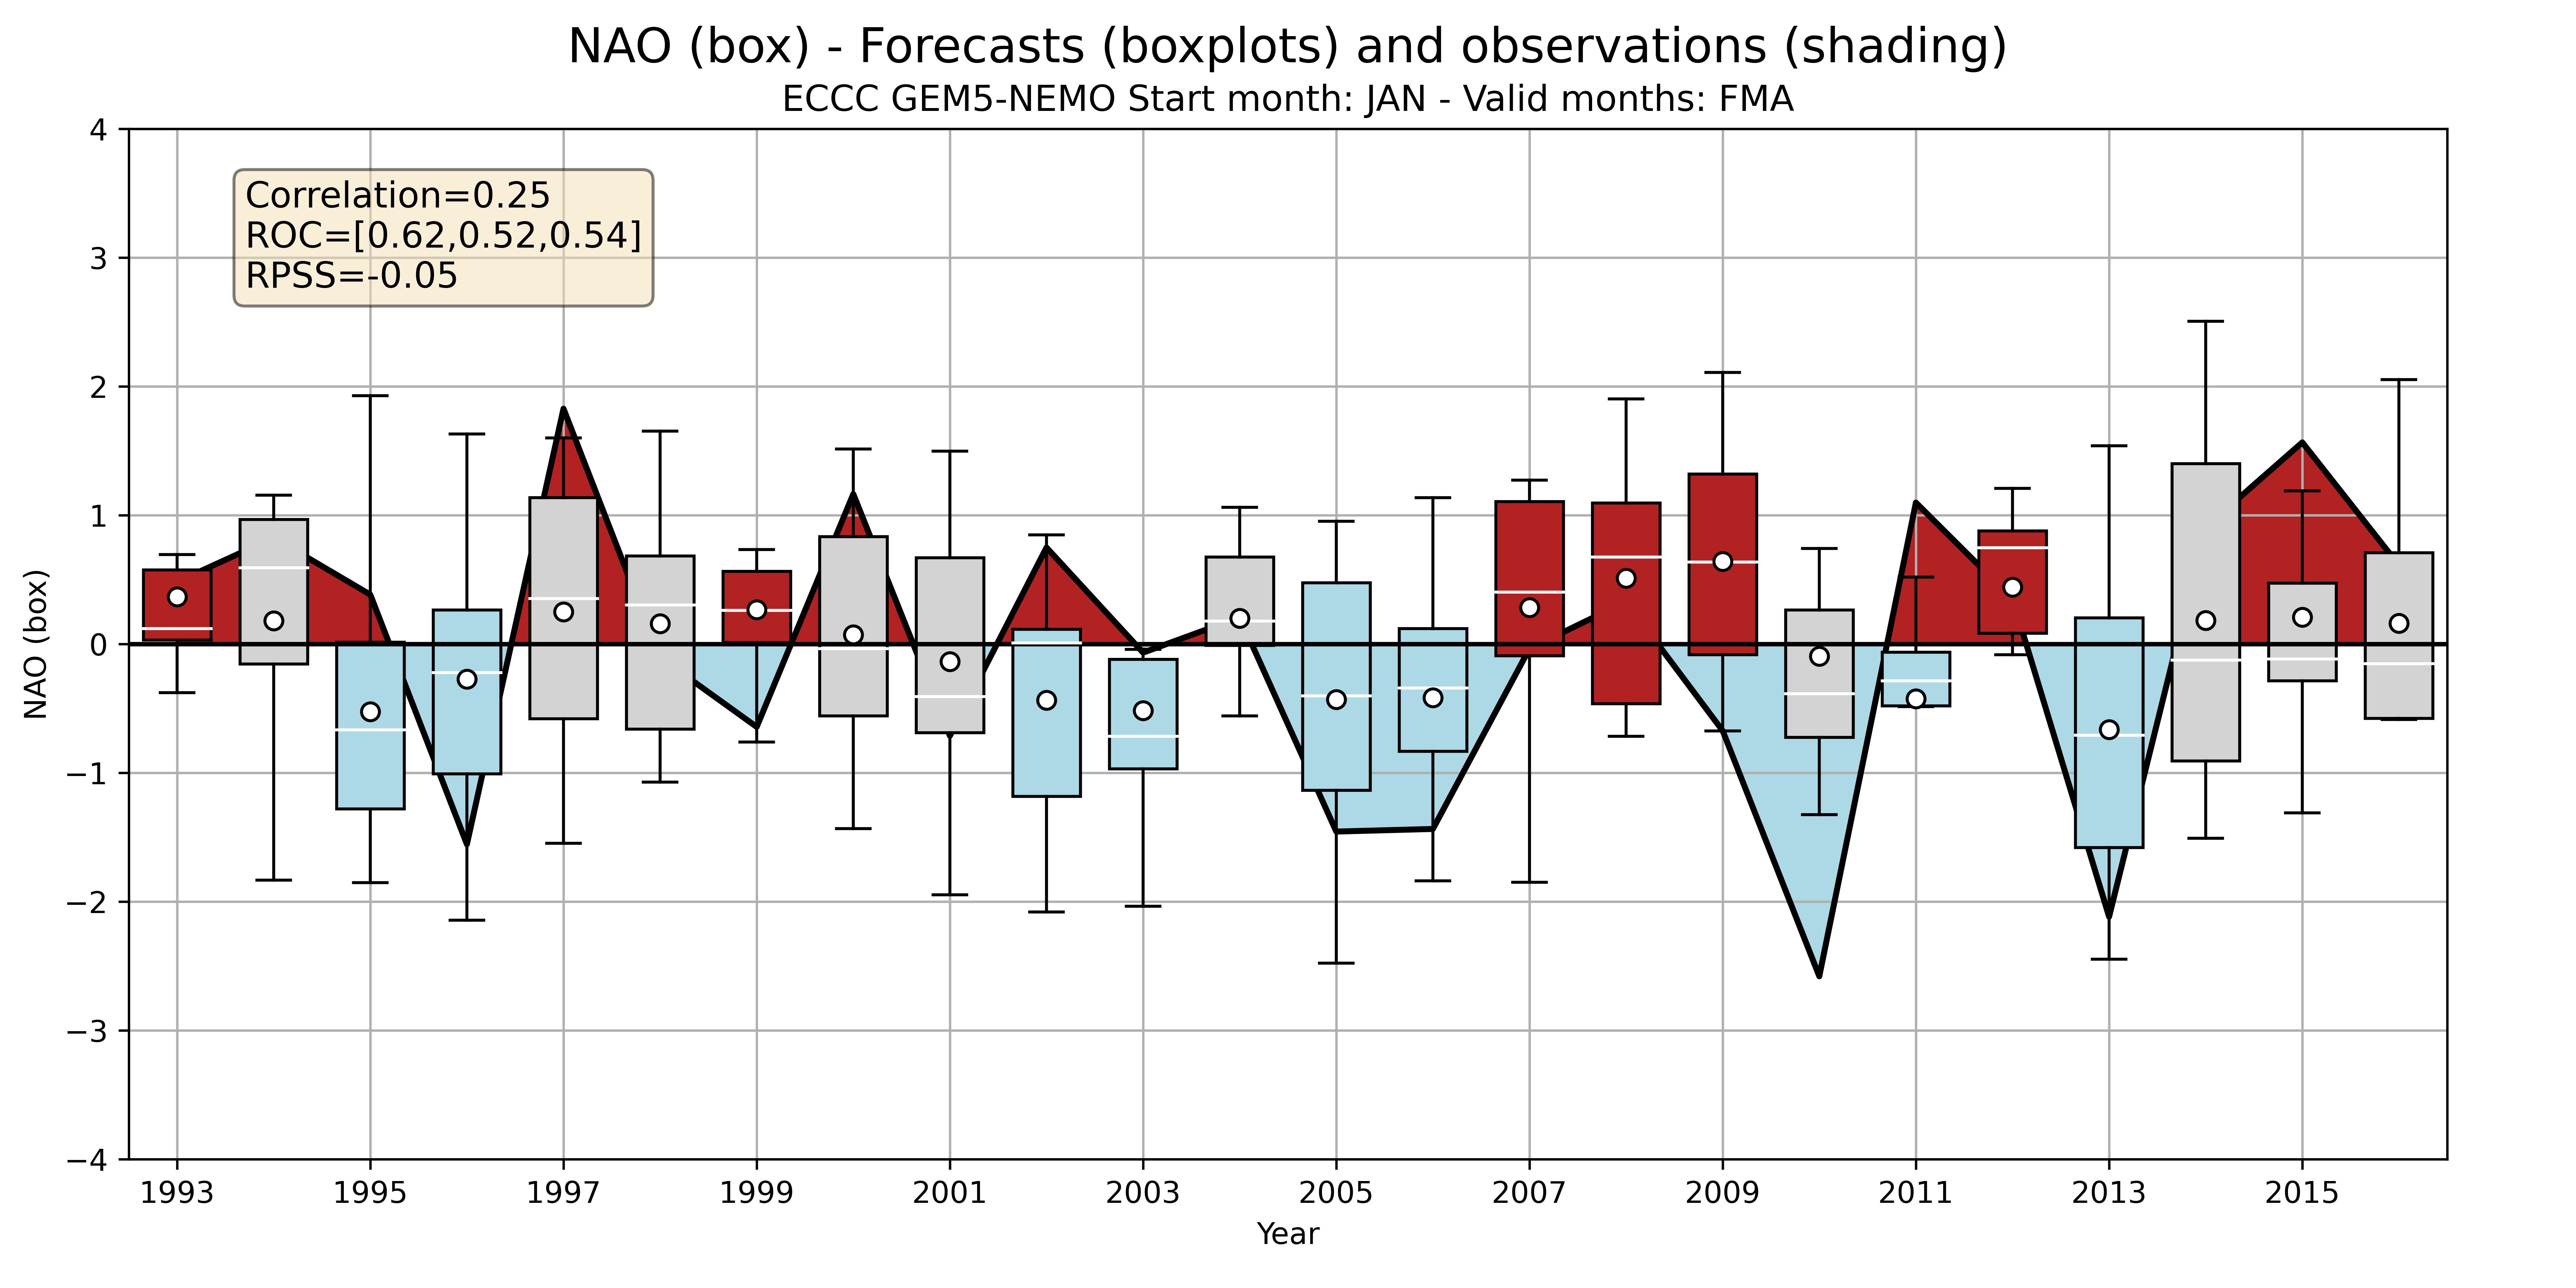 NAO (box) - Forecasts (boxplots) and observations (shading)
ECCC GEM5-NEMO Start month: JAN - Valid months: FMA
Correlation=0.25
ROC=[0.62,0.52,0.54]
RPSS=-0.05
NAO (box)
4
3
2
1
0
−1
−2
−3
−4
1993 1995 1997 1999 2001 2003 2005 2007 2009 2011 2013 2015
Year